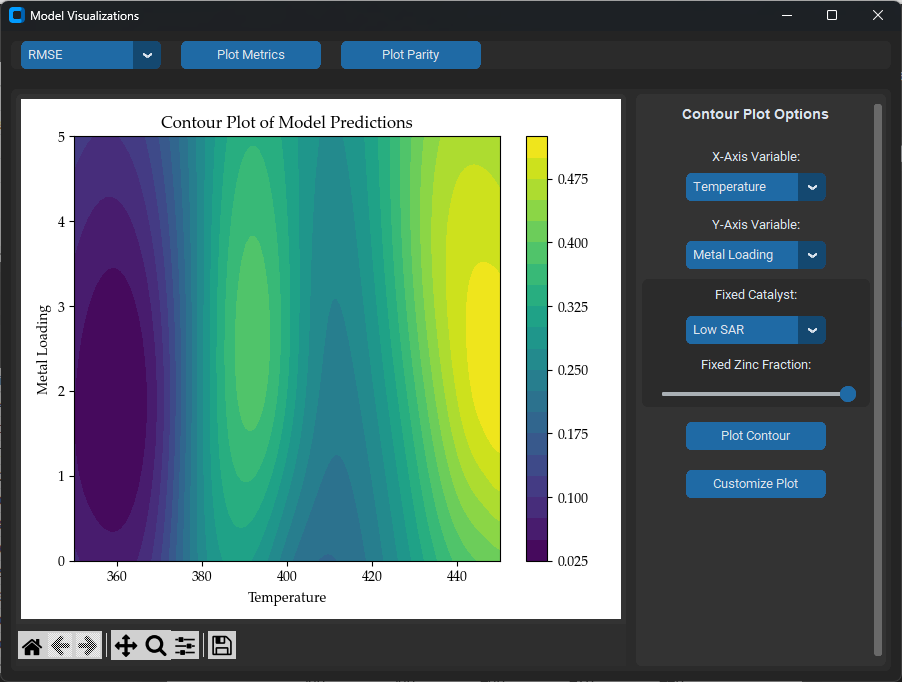 Model Visualizations
RMSE
Plot Metrics
Plot Parity
Contour Plot of Model Predictions
5
4
3
2
1
0
Metal Loading
360
380
400
420
440
Temperature
0.475
0.400
0.325
0.250
0.175
0.100
0.025
Contour Plot Options
X-Axis Variable:
Temperature
Y-Axis Variable:
Metal Loading
Fixed Catalyst:
Low SAR
Fixed Zinc Fraction:
Plot Contour
Customize Plot